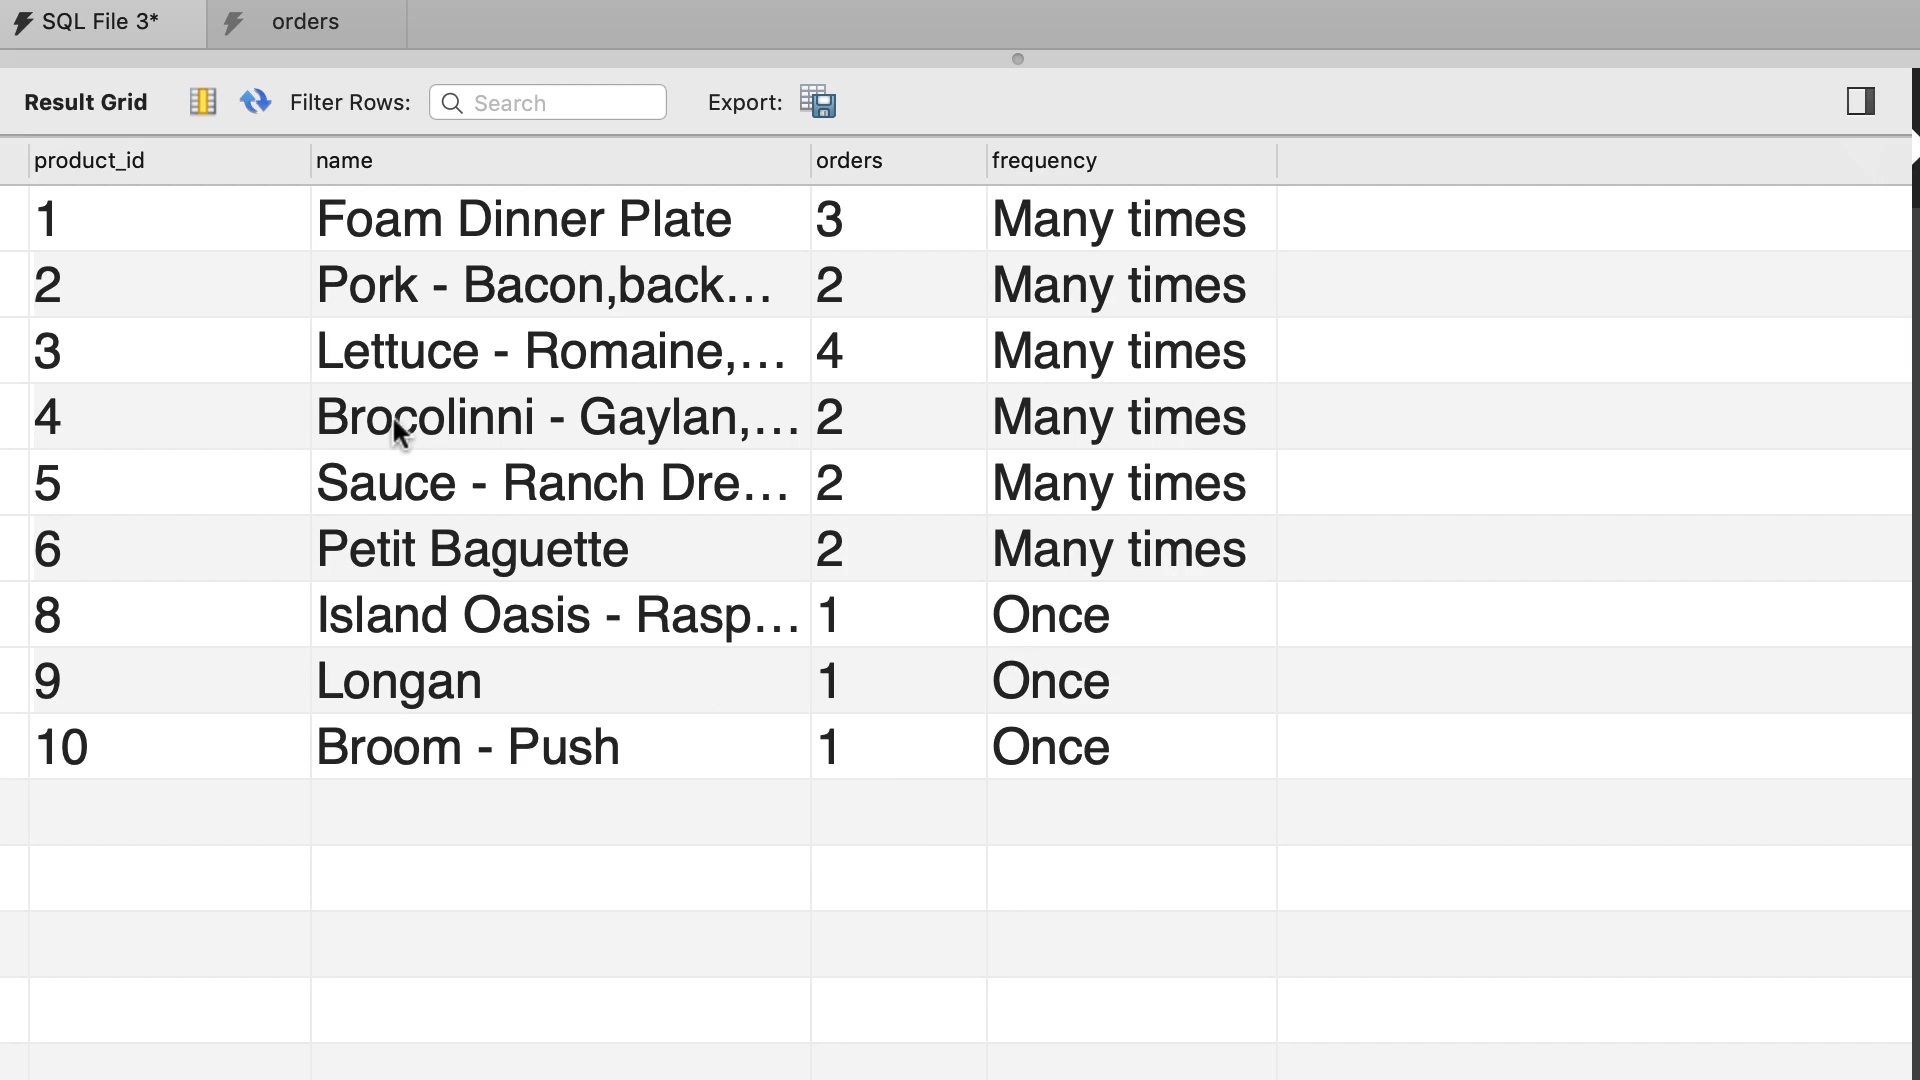 SQL File 3* orders
Result Grid Filter Rows: Search Export:
product_id name orders frequency
1 Foam Dinner Plate 3 Many times
2 Pork - Bacon,back… 2 Many times
3 Lettuce - Romaine,… 4 Many times
4 Brocolinni - Gaylan,… 2 Many times
5 Sauce - Ranch Dre… 2 Many times
6 Petit Baguette 2 Many times
8 Island Oasis - Rasp… 1 Once
9 Longan 1 Once
10 Broom - Push 1 Once